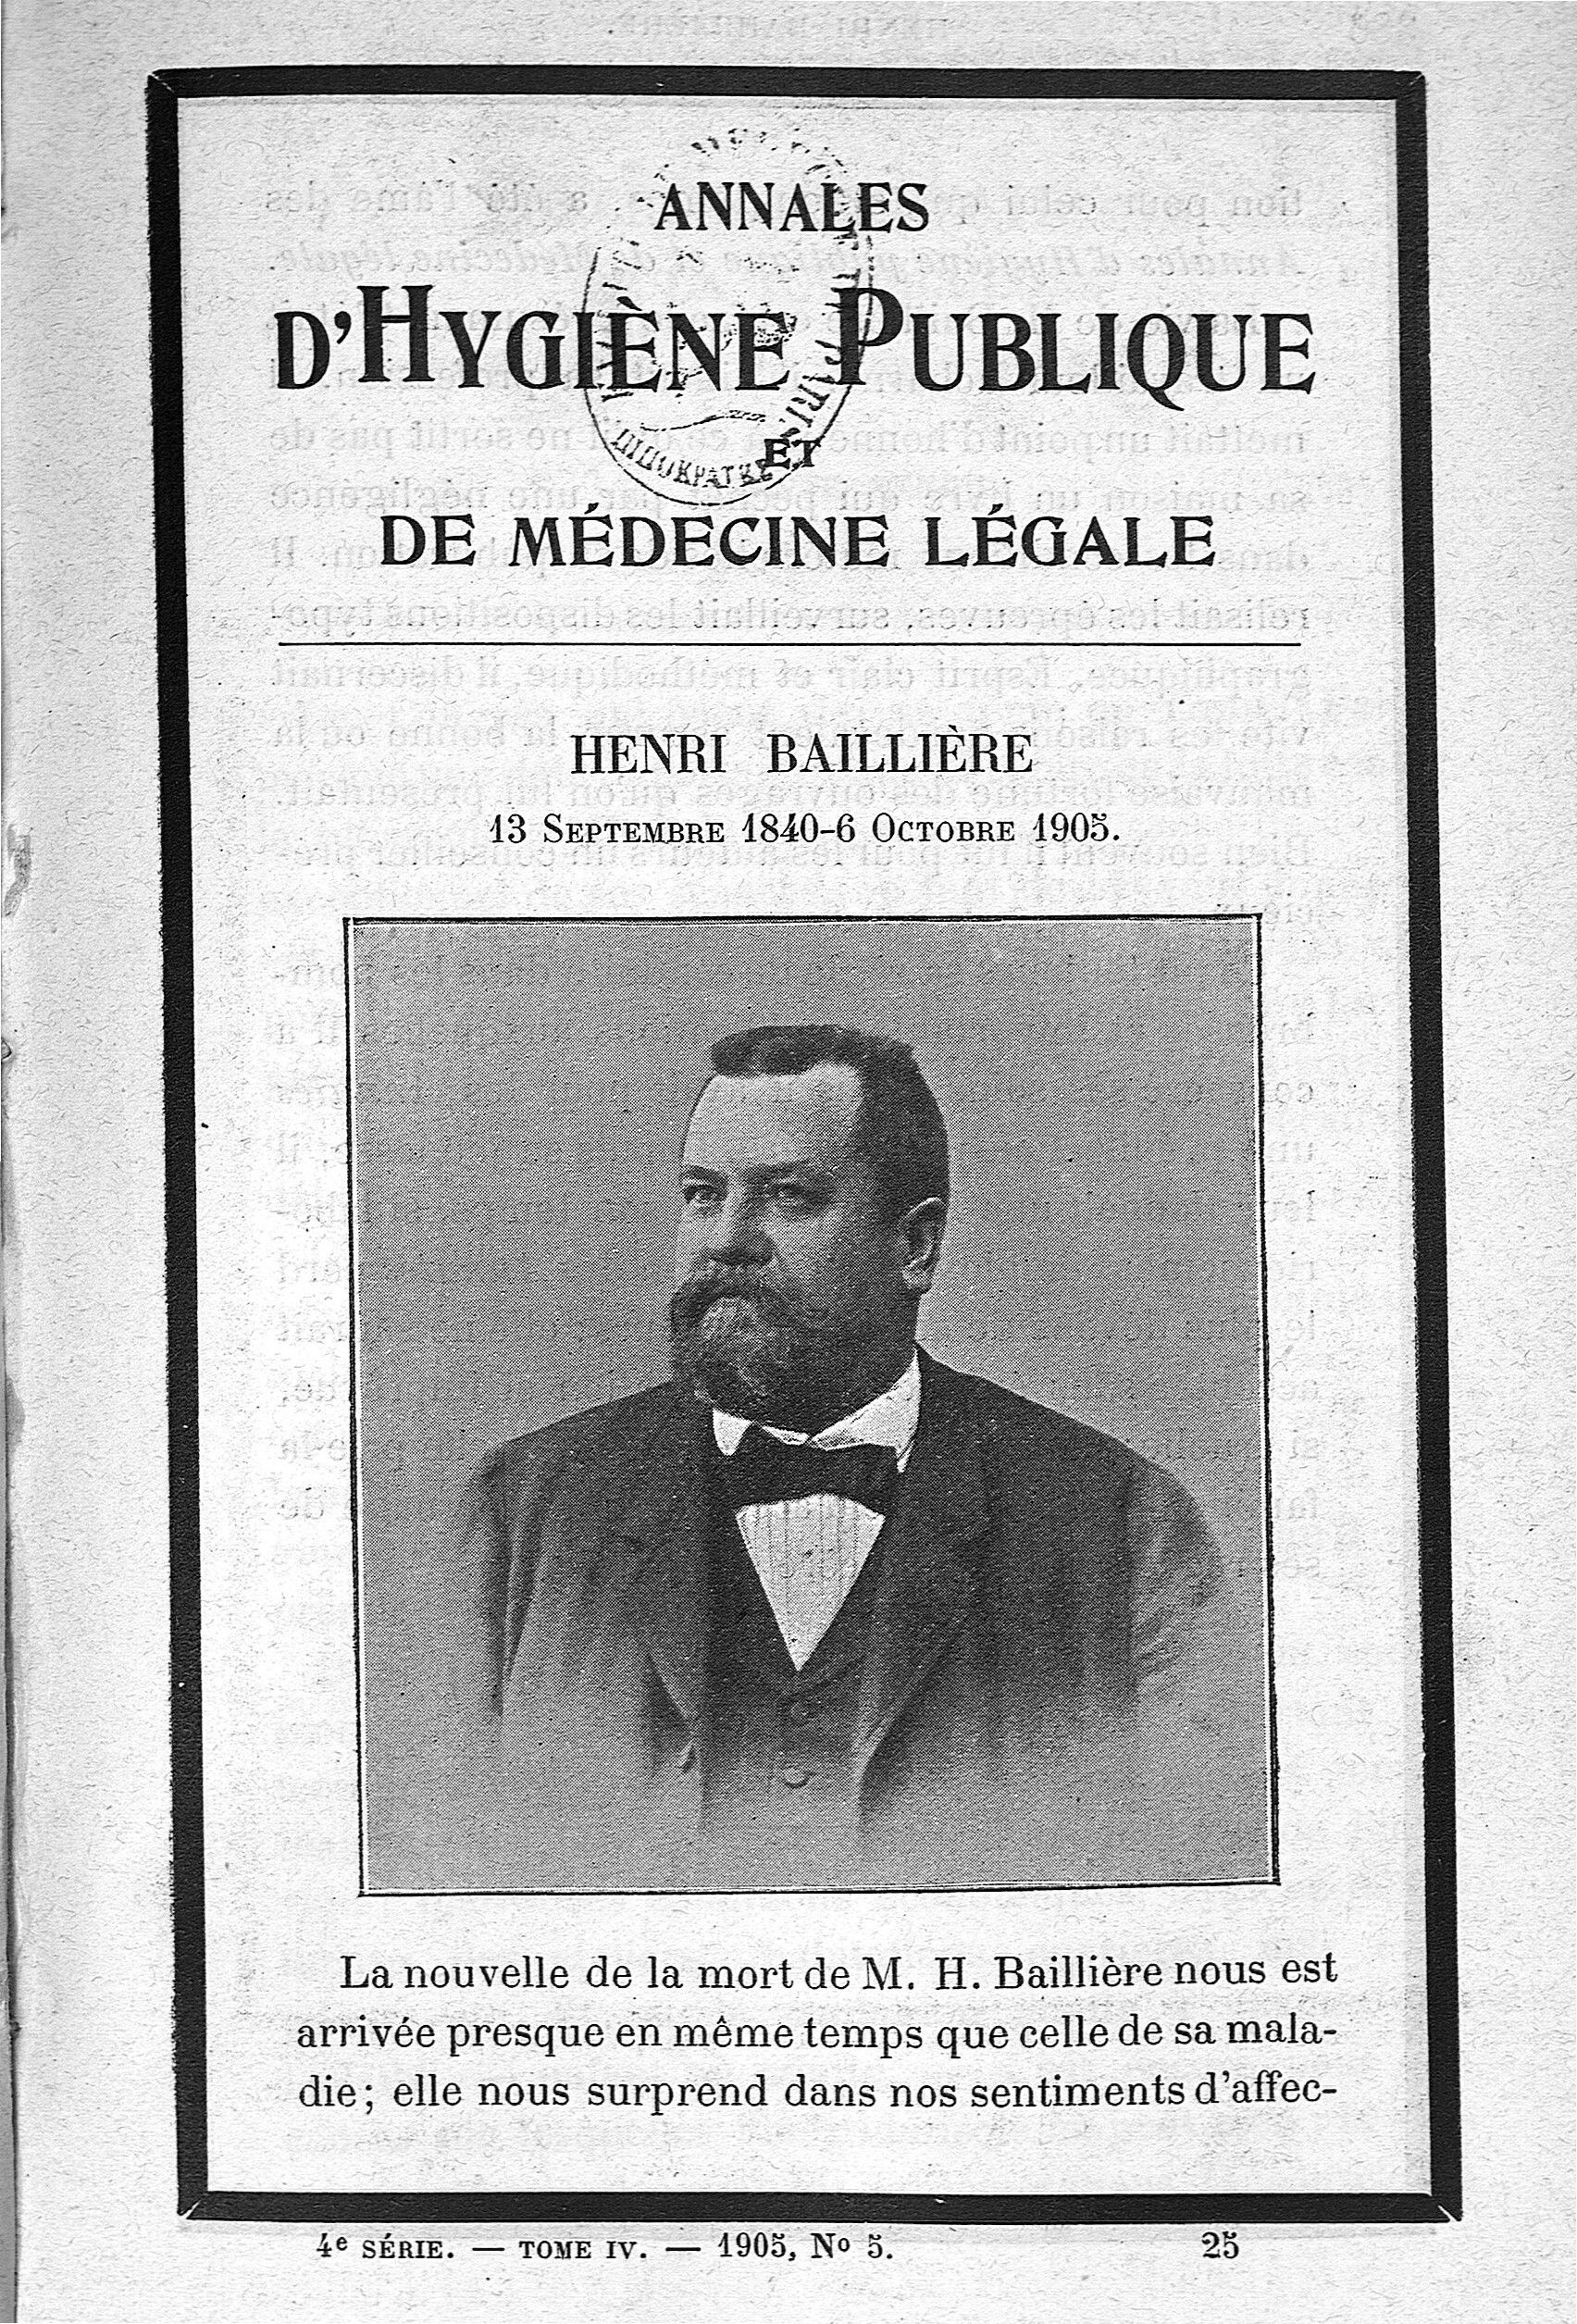 ANNALES
D'HYGIÈNE PUBLIQUE
ET
DE MÉDECINE LÉGALE
HENRI BAILLIÈRE
13 SEPTEMBRE 1840-6 OCTOBRE 1905.
La nouvelle de la mort de M. H. Baillière nous est
arrivée presque en même temps que celle de sa mala-
die; elle nous surprend dans nos sentiments d'affec-
4e SÉRIE. — TOME IV. — 1905, No 5. 25